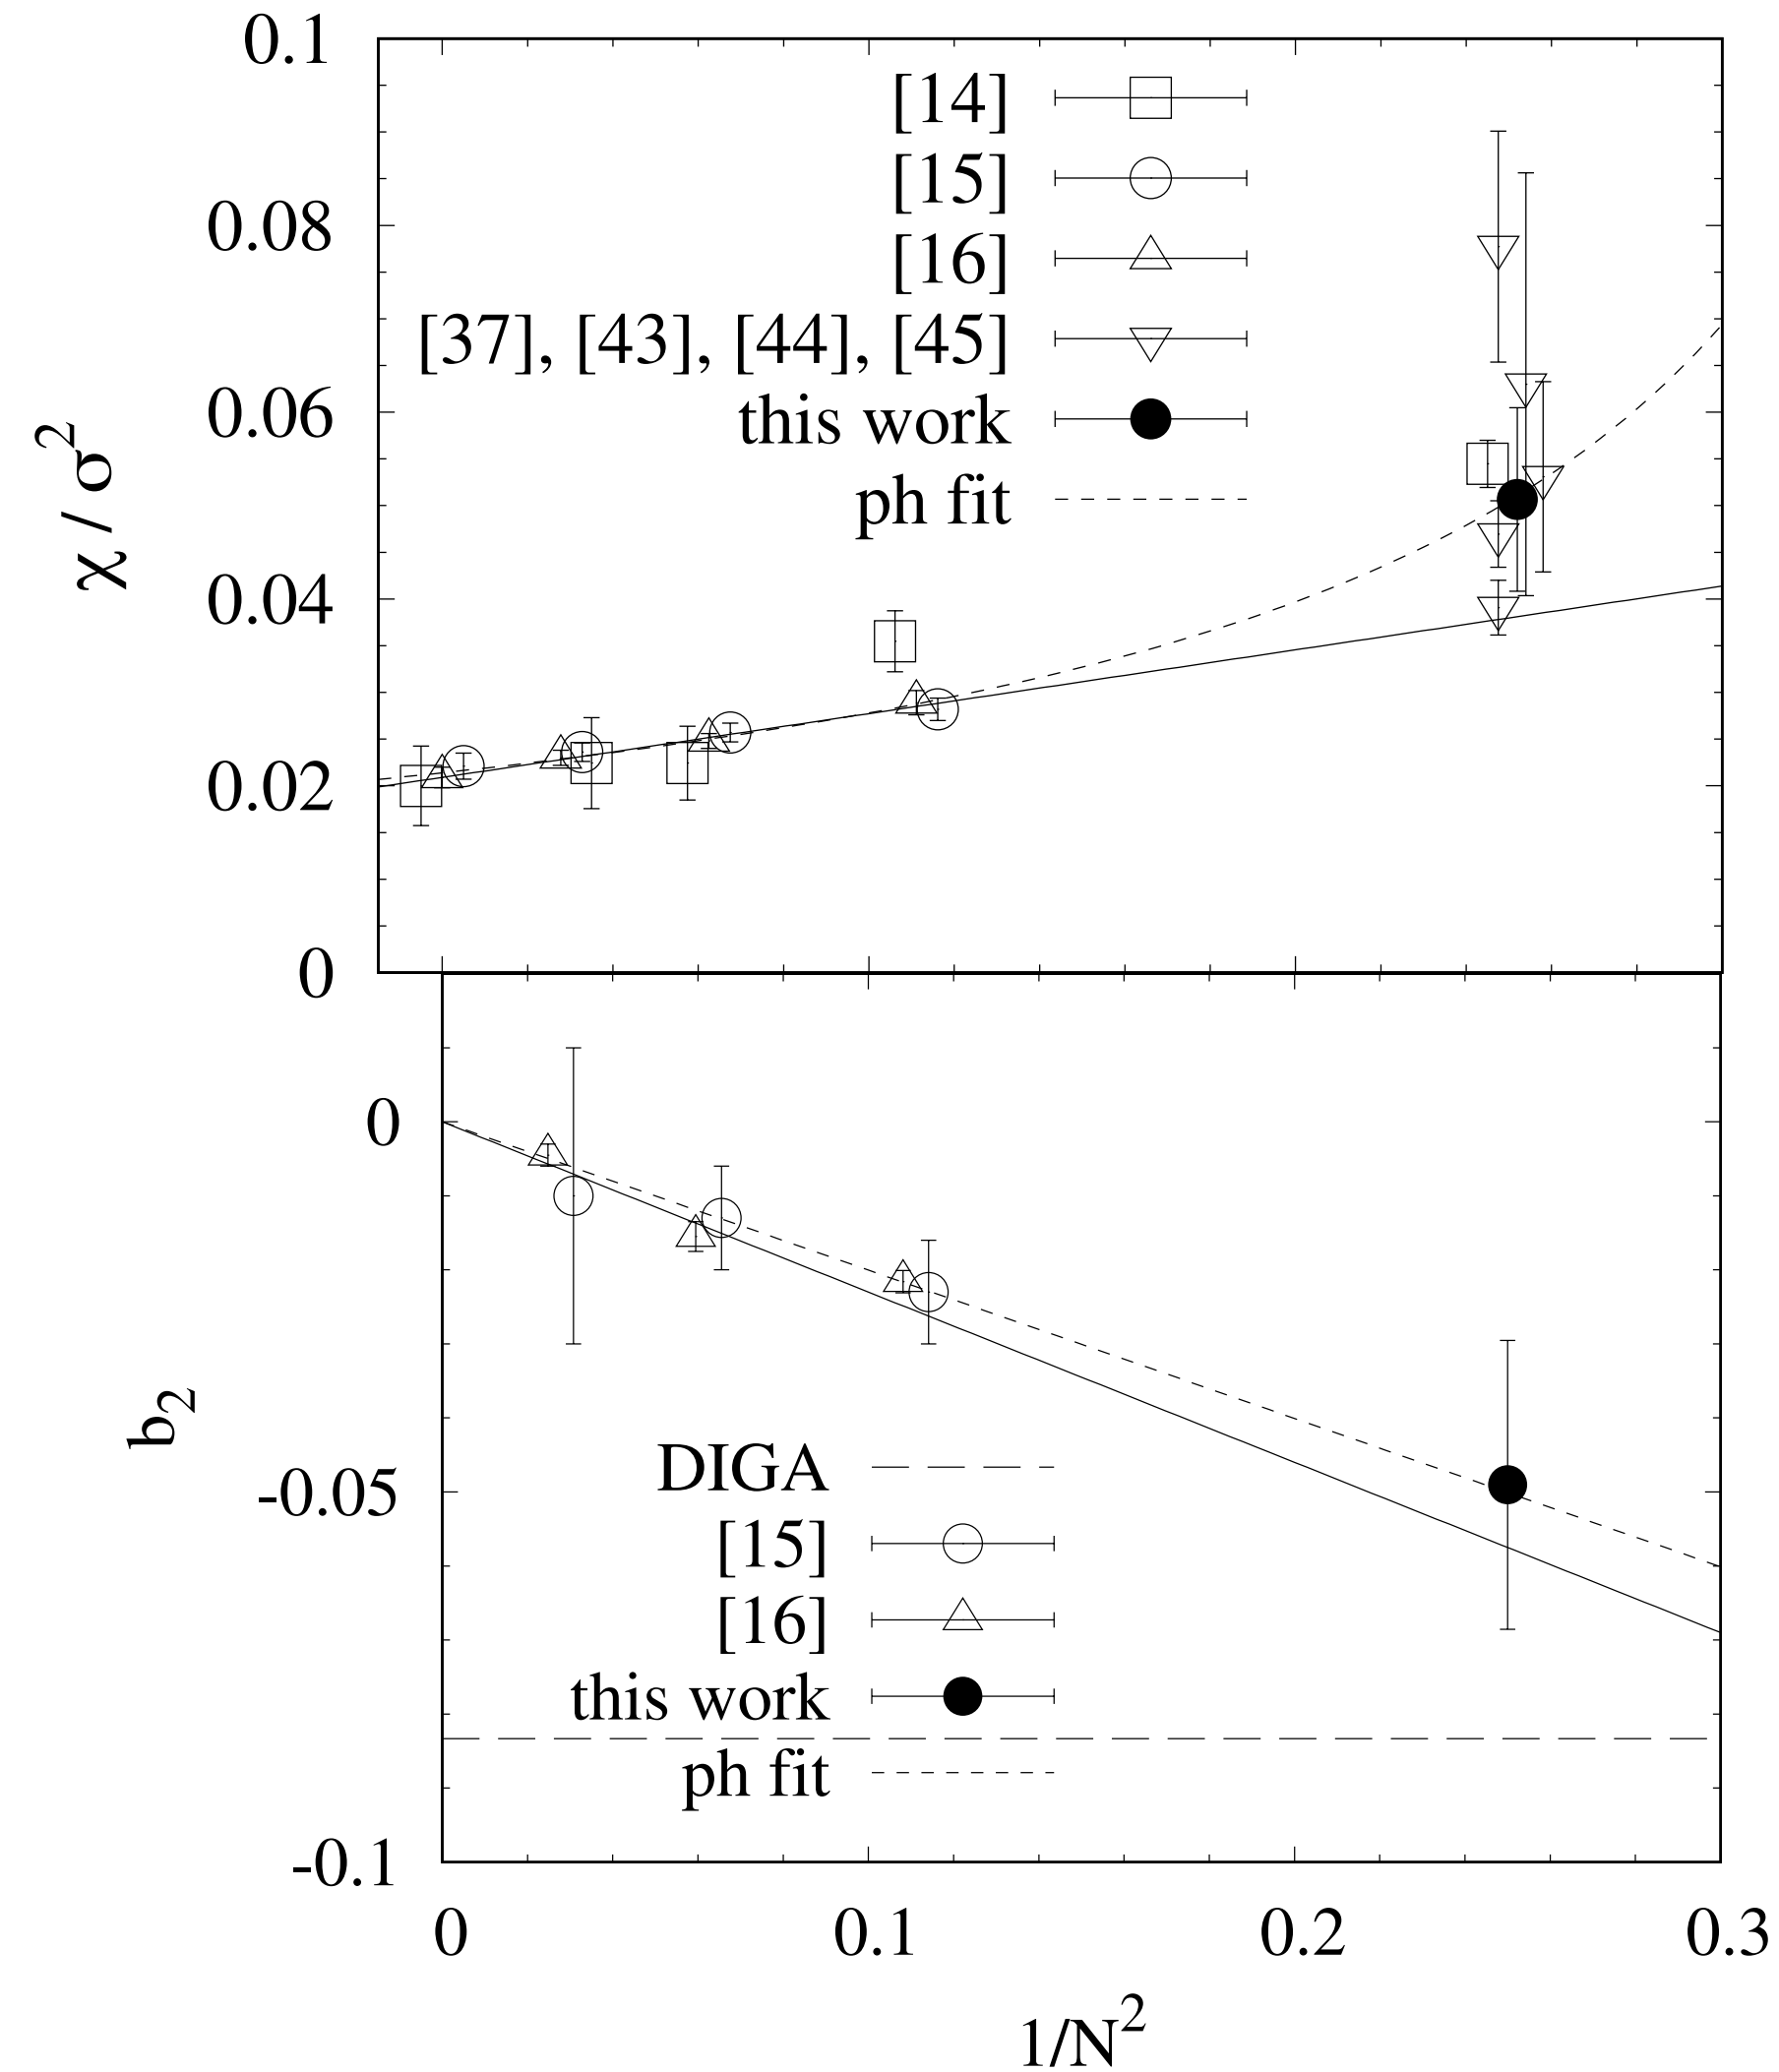 0.1
0.08
0.06
0.04
0.02
0
χ / σ²
[14]
[15]
[16]
[37], [43], [44], [45]
this work
ph fit
0
-0.05
-0.1
b₂
DIGA
[15]
[16]
this work
ph fit
0 0.1 0.2 0.3
1/N²